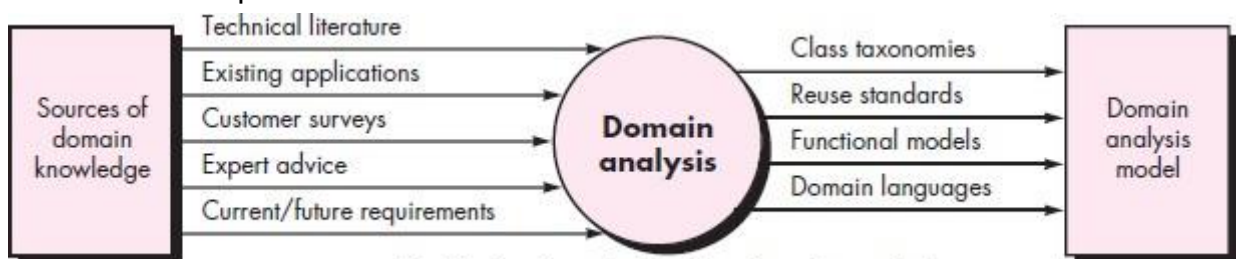 Sources of
domain
knowledge
Technical literature
Existing applications
Customer surveys
Expert advice
Current/future requirements
Domain
analysis
Class taxonomies
Reuse standards
Functional models
Domain languages
Domain
analysis
model